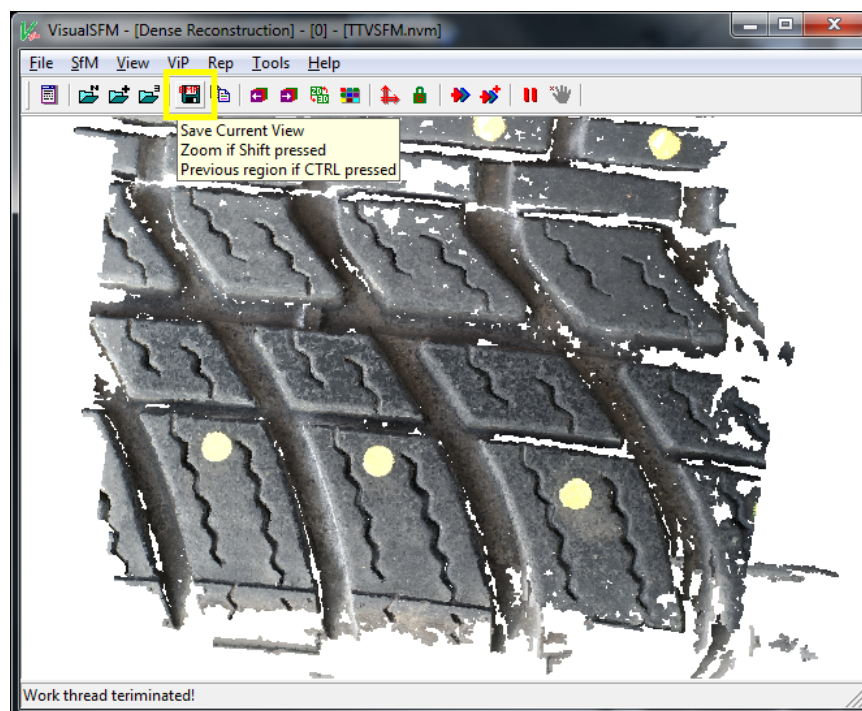 VisualSFM - [Dense Reconstruction] - [0] - [TTVSFM.nvm]
File SfM View ViP Rep Tools Help
Save Current View
Zoom if Shift pressed
Previous region if CTRL pressed
Work thread teriminated!